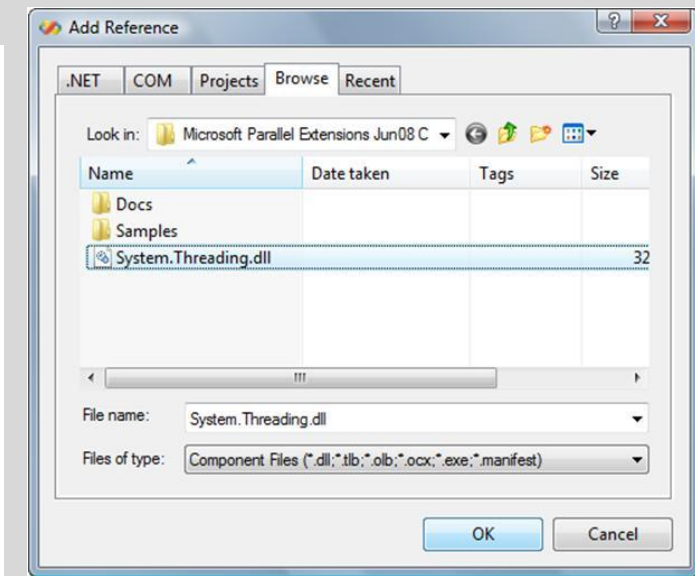 Add Reference
.NET COM Projects Browse Recent
Look in: Microsoft Parallel Extensions Jun08 C
Name Date taken Tags Size
Docs
Samples
System.Threading.dll 32
File name: System.Threading.dll
Files of type: Component Files (*.dll;*.tlb;*.olb;*.ocx;*.exe;*.manifest)
OK Cancel